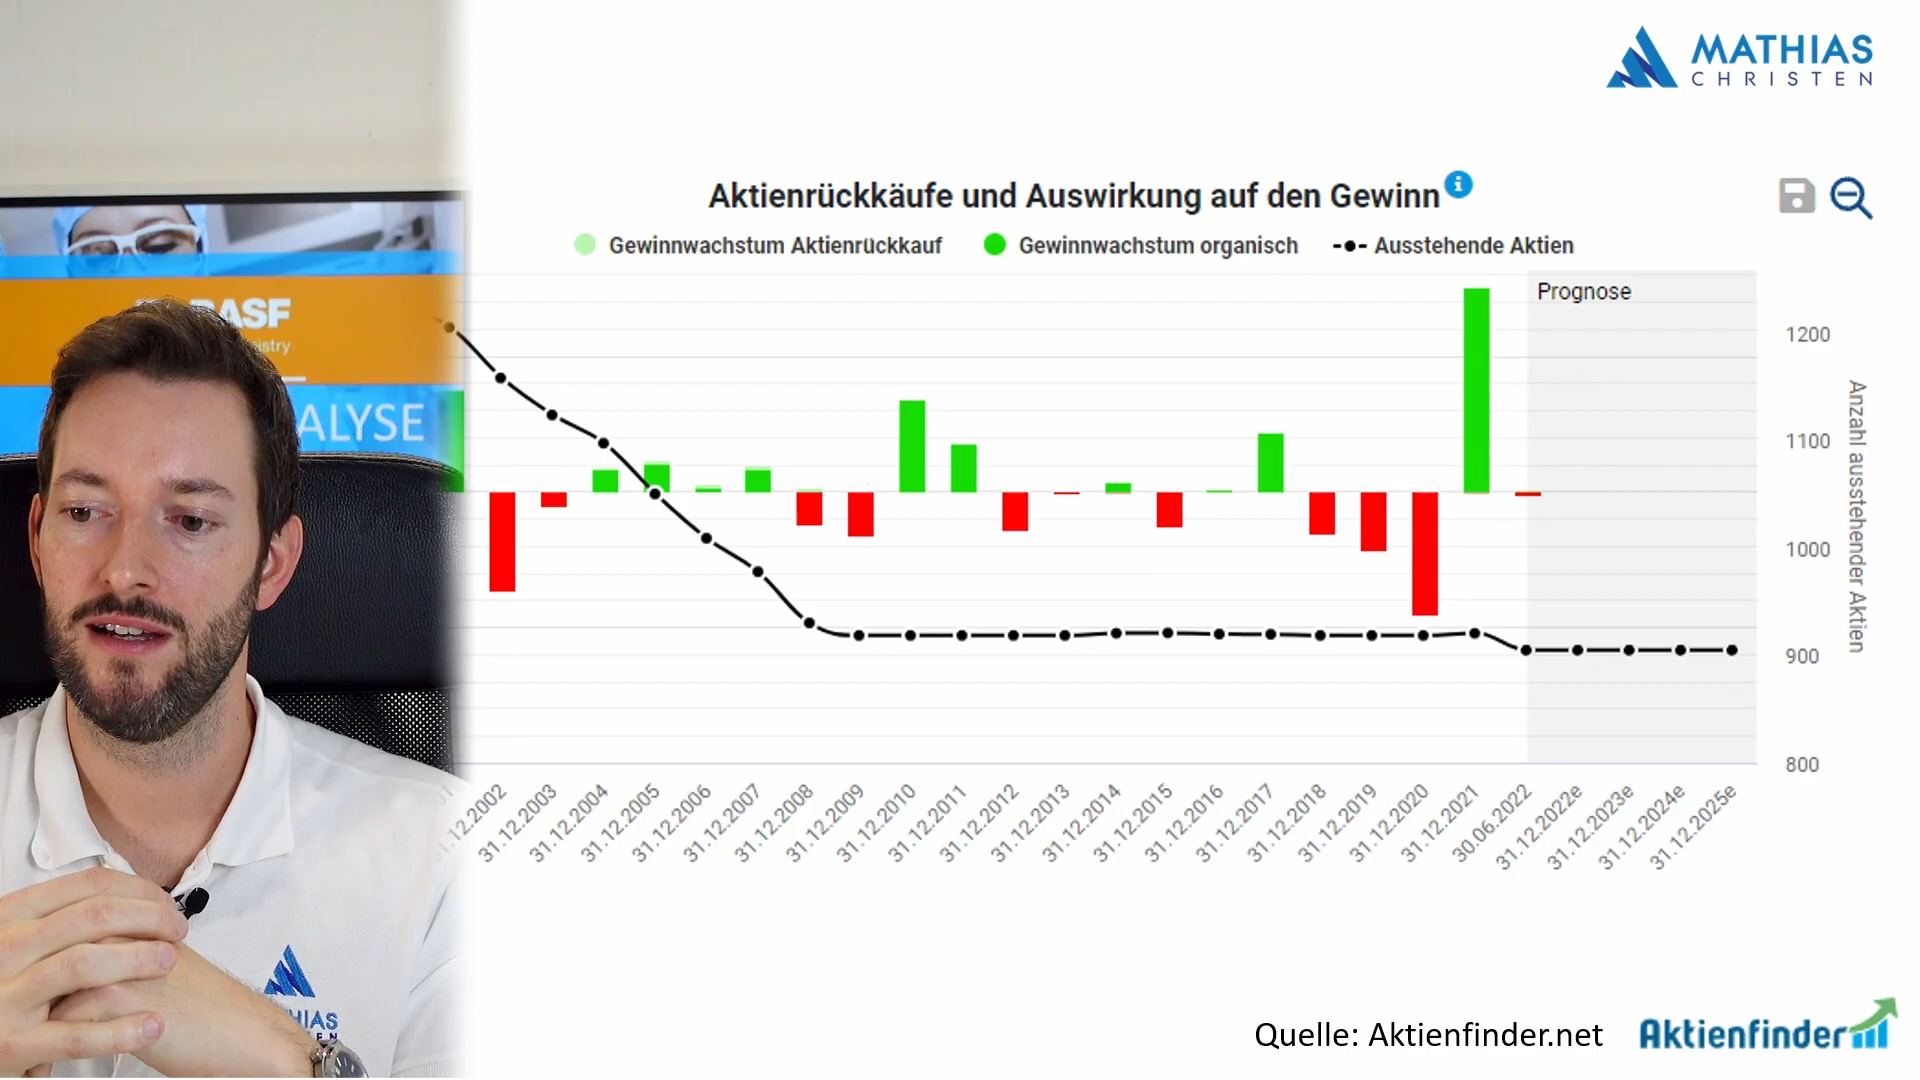 MATHIAS
CHRISTEN
Aktienrückkäufe und Auswirkung auf den Gewinn
Gewinnwachstum Aktienrückkauf
Gewinnwachstum organisch
Ausstehende Aktien
Prognose
1200
1100
1000
900
800
Anzahl ausstehender Aktien
.12.2002
31.12.2003
31.12.2004
31.12.2005
31.12.2006
31.12.2007
31.12.2008
31.12.2009
31.12.2010
31.12.2011
31.12.2012
31.12.2013
31.12.2014
31.12.2015
31.12.2016
31.12.2017
31.12.2018
31.12.2019
31.12.2020
31.12.2021
30.06.2022
31.12.2022e
31.12.2023e
31.12.2024e
31.12.2025e
ASF
istry
ALYSE
HIAS
Quelle: Aktienfinder.net
Aktienfinder